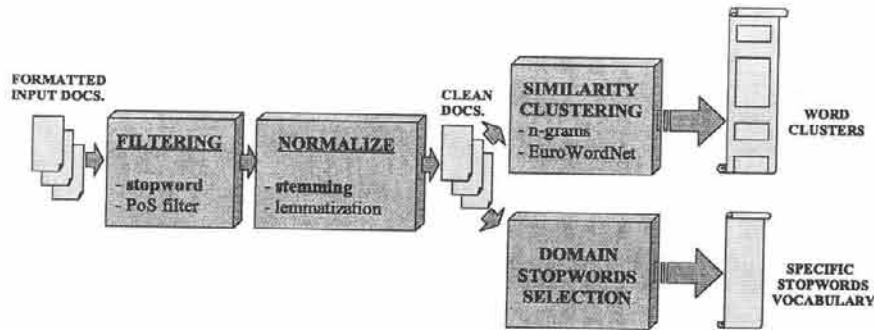 FORMATTED
INPUT DOCS.
FILTERING
- stopword
- PoS filter
NORMALIZE
- stemming
- lemmatization
CLEAN
DOCS.
SIMILARITY
CLUSTERING
- n-grams
- EuroWordNet
WORD
CLUSTERS
DOMAIN
STOPWORDS
SELECTION
SPECIFIC
STOPWORDS
VOCABULARY